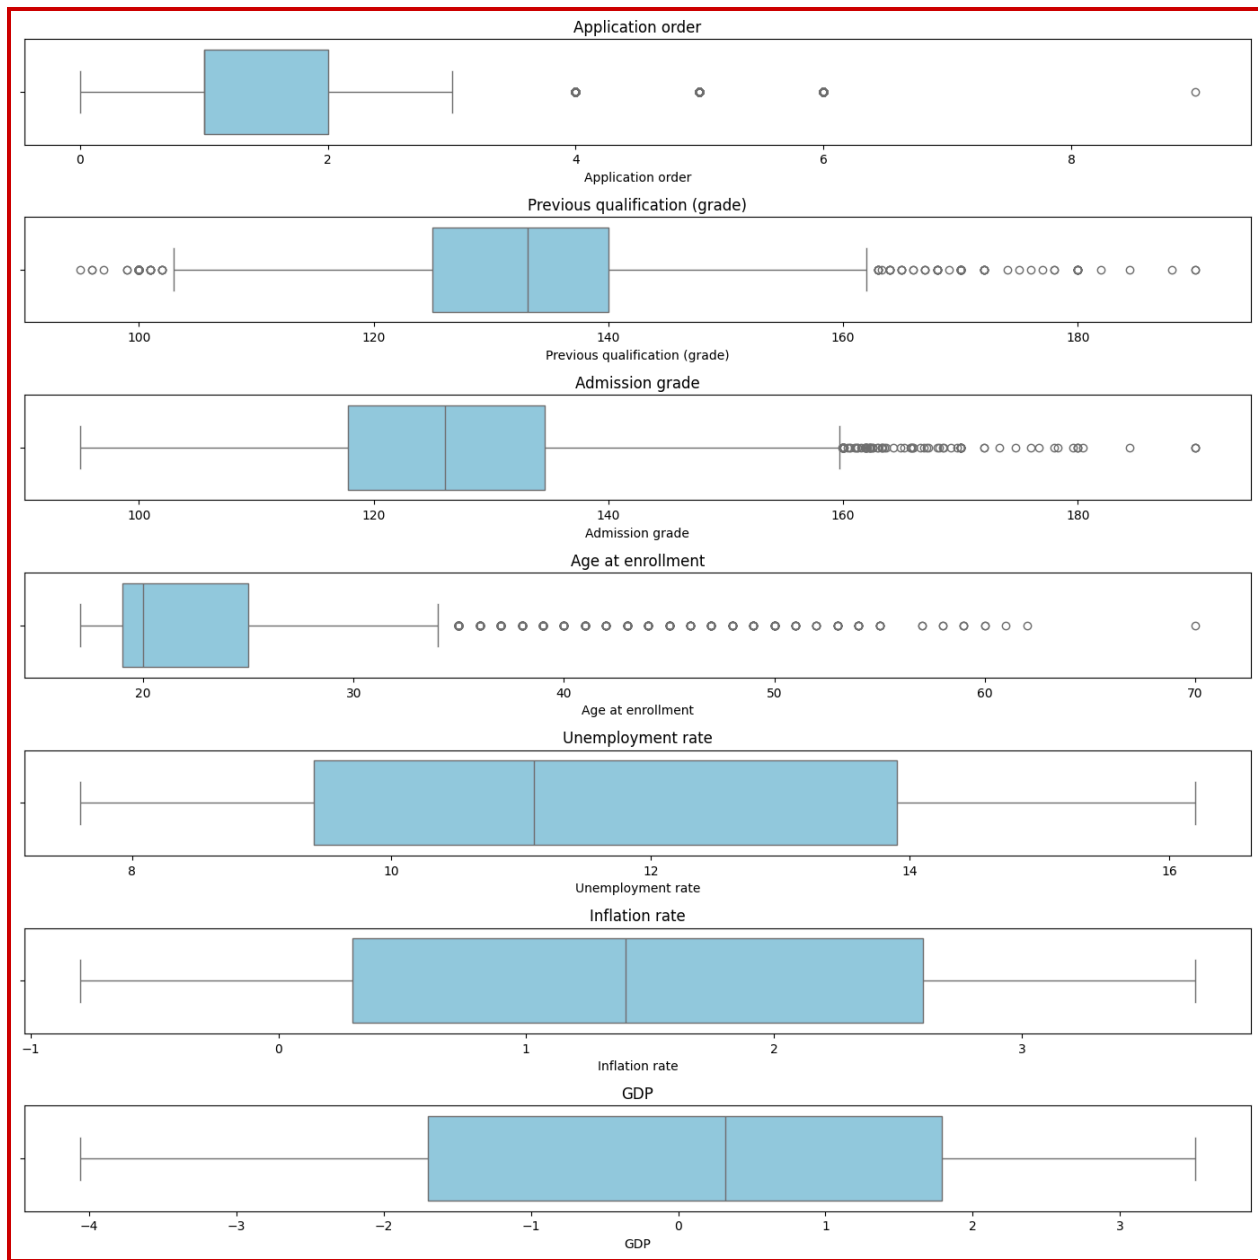 Application order
0 2 4 6 8
Application order
Previous qualification (grade)
100 120 140 160 180
Previous qualification (grade)
Admission grade
100 120 140 160 180
Admission grade
Age at enrollment
20 30 40 50 60 70
Age at enrollment
Unemployment rate
8 10 12 14 16
Unemployment rate
Inflation rate
−1 0 1 2 3
Inflation rate
GDP
−4 −3 −2 −1 0 1 2 3
GDP